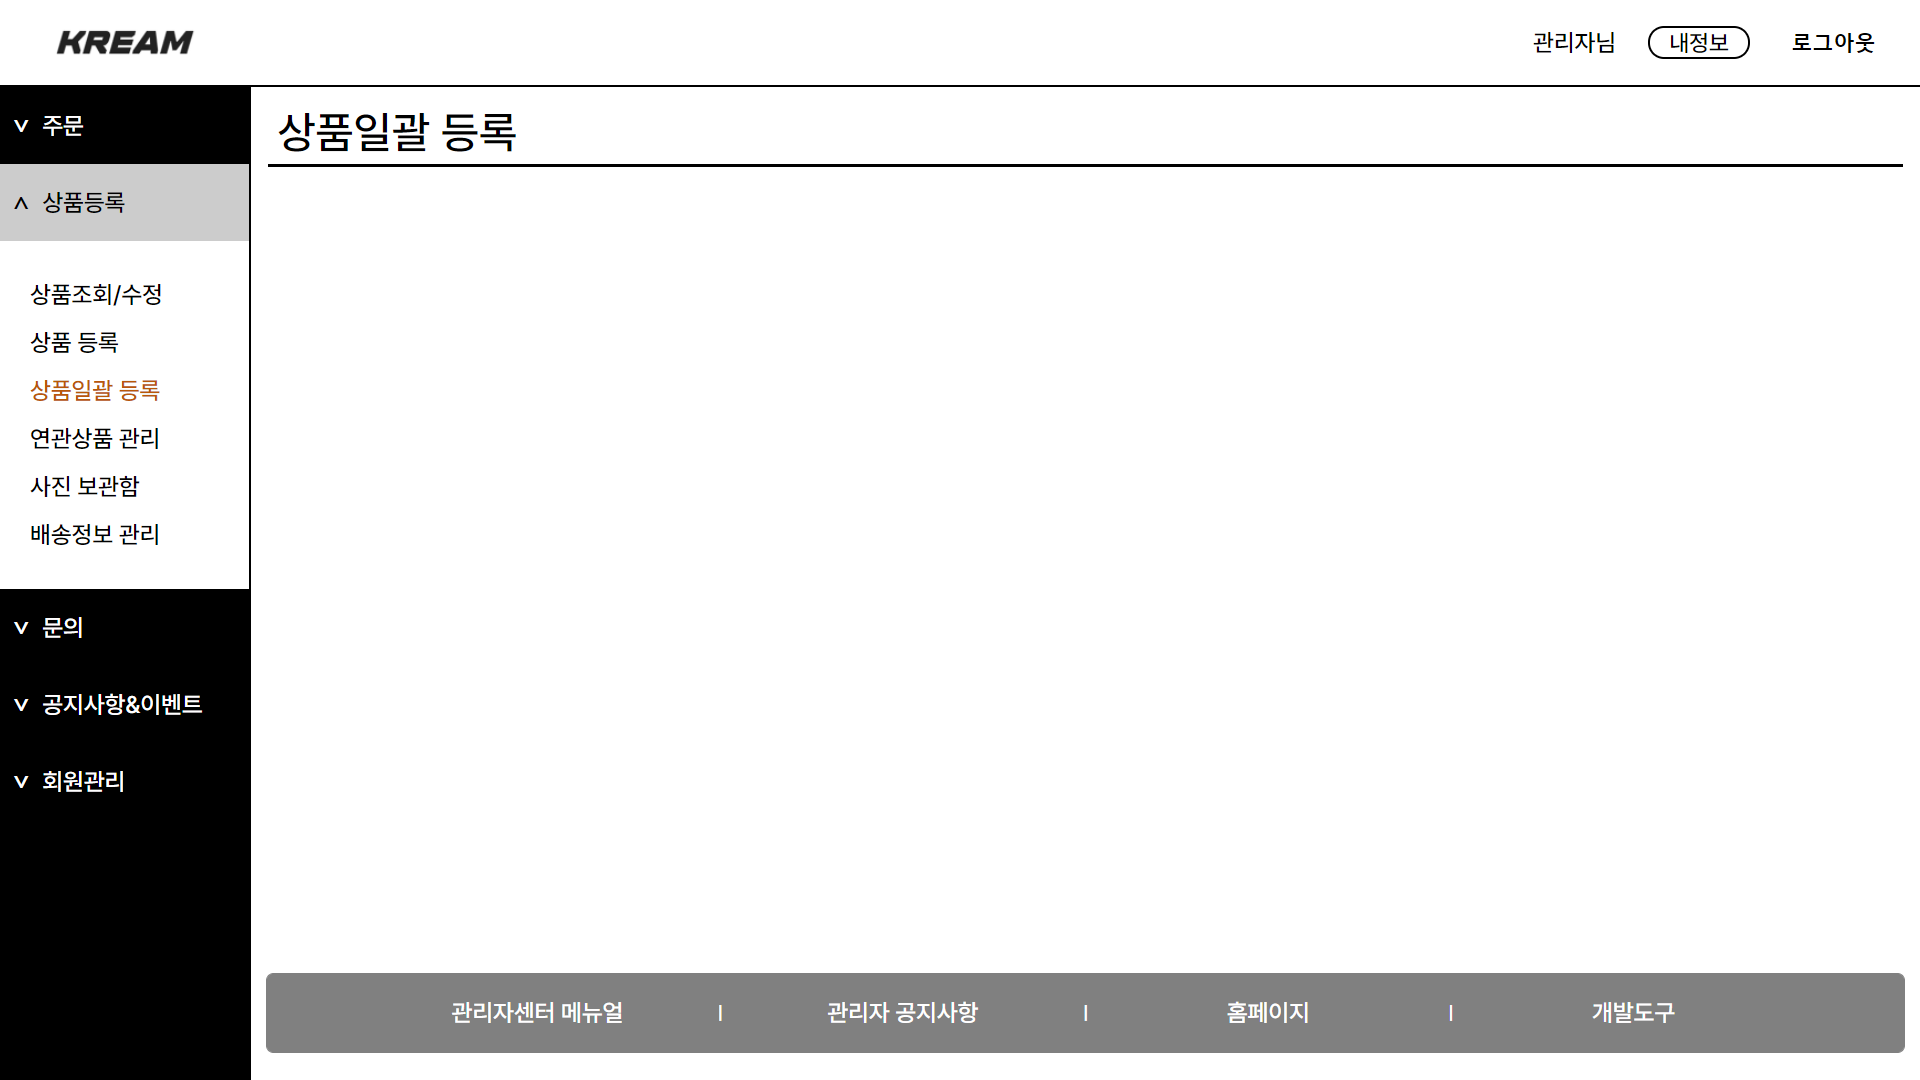 KREAM
관리자님
내정보
로그아웃
∨ 주문
∧ 상품등록
상품조회/수정
상품 등록
상품일괄 등록
연관상품 관리
사진 보관함
배송정보 관리
∨ 문의
∨ 공지사항&이벤트
∨ 회원관리
상품일괄 등록
관리자센터 메뉴얼 | 관리자 공지사항 | 홈페이지 | 개발도구